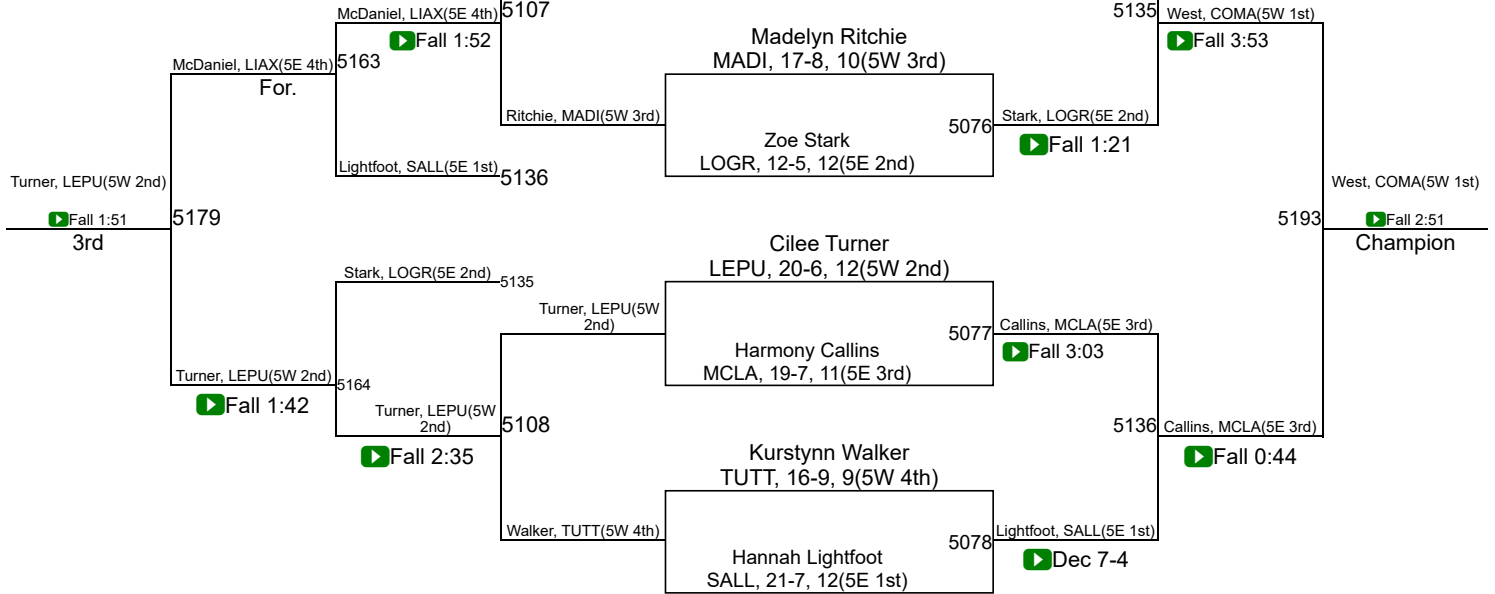 McDaniel, LIAX(5E 4th)
5107
Fall 1:52
McDaniel, LIAX(5E 4th)
5163
For.
Ritchie, MADI(5W 3rd)
Lightfoot, SALL(5E 1st)
5136
Turner, LEPU(5W 2nd)
Fall 1:51
3rd
5179
Stark, LOGR(5E 2nd)
5135
Turner, LEPU(5W
2nd)
Turner, LEPU(5W 2nd)
5164
Fall 1:42
Turner, LEPU(5W
2nd)
5108
Fall 2:35
Walker, TUTT(5W 4th)
Madelyn Ritchie
MADI, 17-8, 10(5W 3rd)
5076
Zoe Stark
LOGR, 12-5, 12(5E 2nd)
Cilee Turner
LEPU, 20-6, 12(5W 2nd)
5077
Harmony Callins
MCLA, 19-7, 11(5E 3rd)
Kurstynn Walker
TUTT, 16-9, 9(5W 4th)
5078
Hannah Lightfoot
SALL, 21-7, 12(5E 1st)
5135
West, COMA(5W 1st)
Fall 3:53
Stark, LOGR(5E 2nd)
Fall 1:21
West, COMA(5W 1st)
5193
Fall 2:51
Champion
Callins, MCLA(5E 3rd)
Fall 3:03
5136
Callins, MCLA(5E 3rd)
Fall 0:44
Lightfoot, SALL(5E 1st)
Dec 7-4